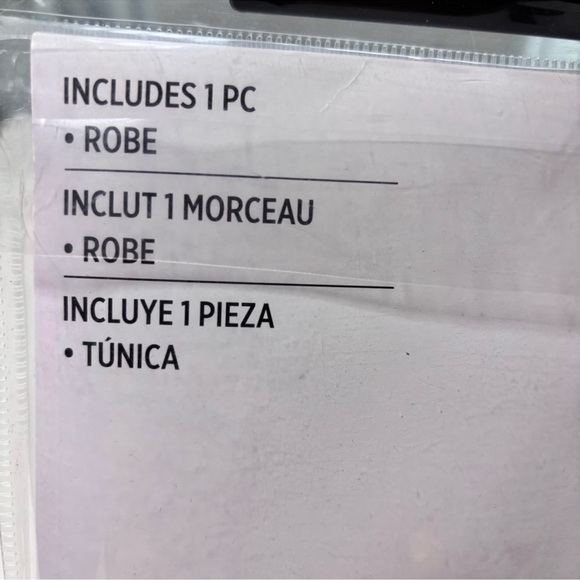 INCLUDES 1 PC
• ROBE
INCLUT 1 MORCEAU
• ROBE
INCLUYE 1 PIEZA
• TÚNICA